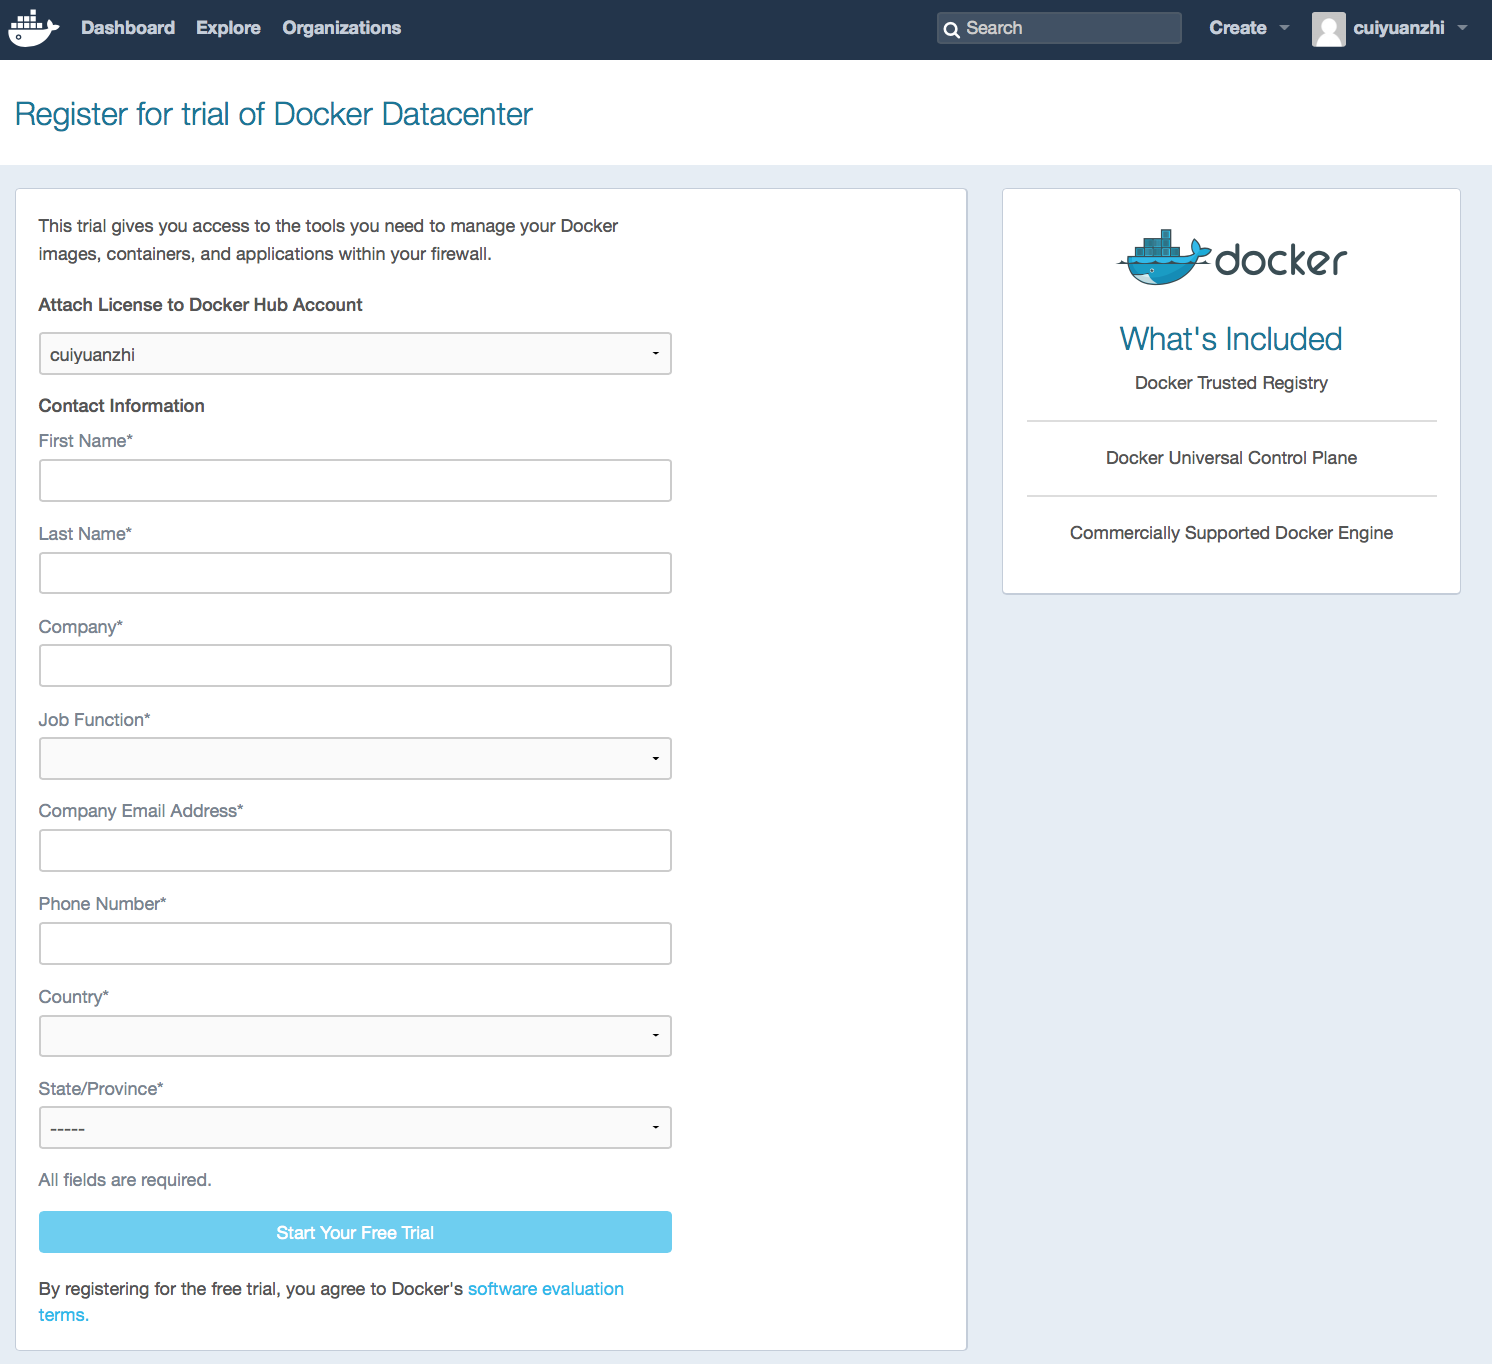 Dashboard Explore Organizations Search Create cuiyuanzhi
Register for trial of Docker Datacenter
This trial gives you access to the tools you need to manage your Docker
images, containers, and applications within your firewall.
Attach License to Docker Hub Account
cuiyuanzhi
Contact Information
First Name*
Last Name*
Company*
Job Function*
Company Email Address*
Phone Number*
Country*
State/Province*
-----
All fields are required.
Start Your Free Trial
By registering for the free trial, you agree to Docker's software evaluation
terms.
docker
What's Included
Docker Trusted Registry
Docker Universal Control Plane
Commercially Supported Docker Engine